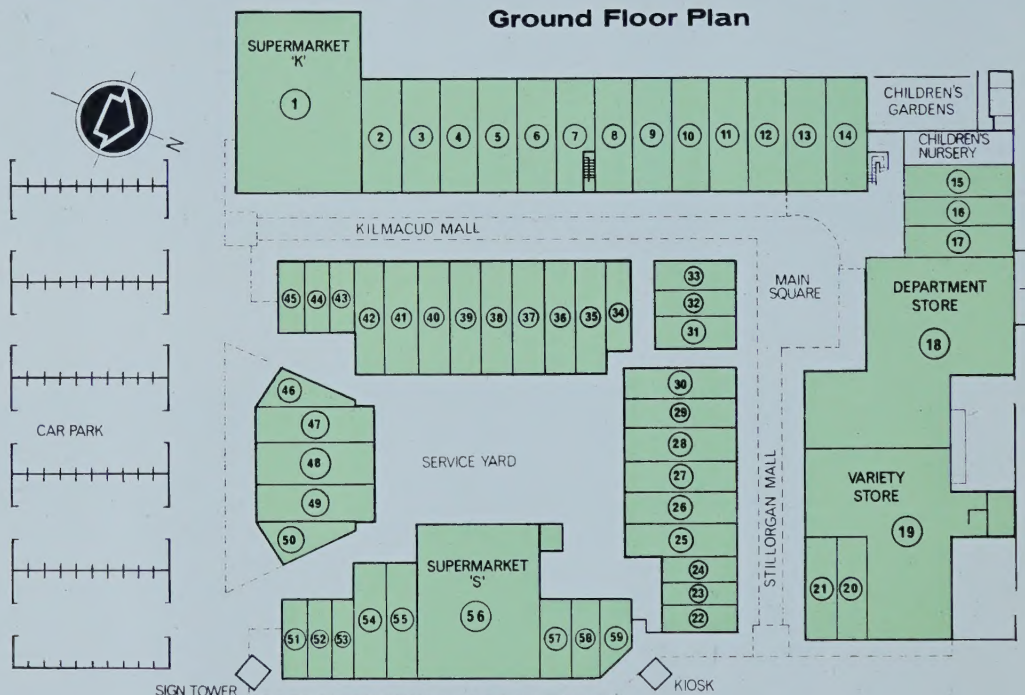 Ground Floor Plan
SUPERMARKET
'K'
1
2
3
4
5
6
7
8
9
10
11
12
13
14
CHILDREN'S
GARDENS
CHILDREN'S
NURSERY
15
16
17
N
KILMACUD MALL
MAIN
SQUARE
DEPARTMENT
STORE
18
45
44
43
42
41
40
39
38
37
36
35
34
33
32
31
30
29
28
27
26
25
24
23
22
STILLORGAN MALL
VARIETY
STORE
19
21
20
CAR PARK
46
47
48
49
50
SERVICE YARD
SUPERMARKET
'S'
56
51
52
53
54
55
57
58
59
SIGN TOWER
KIOSK